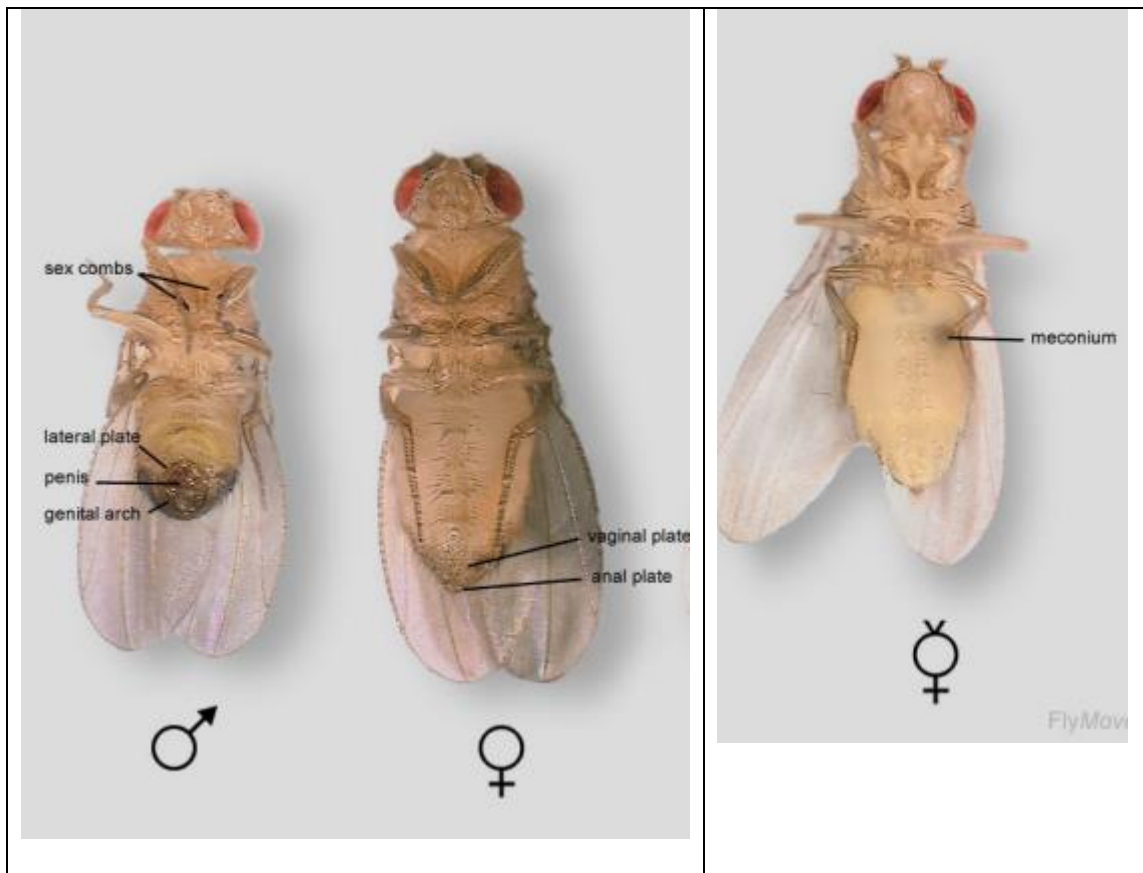 sex combs
lateral plate
penis
genital arch
vaginal plate
anal plate
meconium
♂
♀
☿
FlyMove